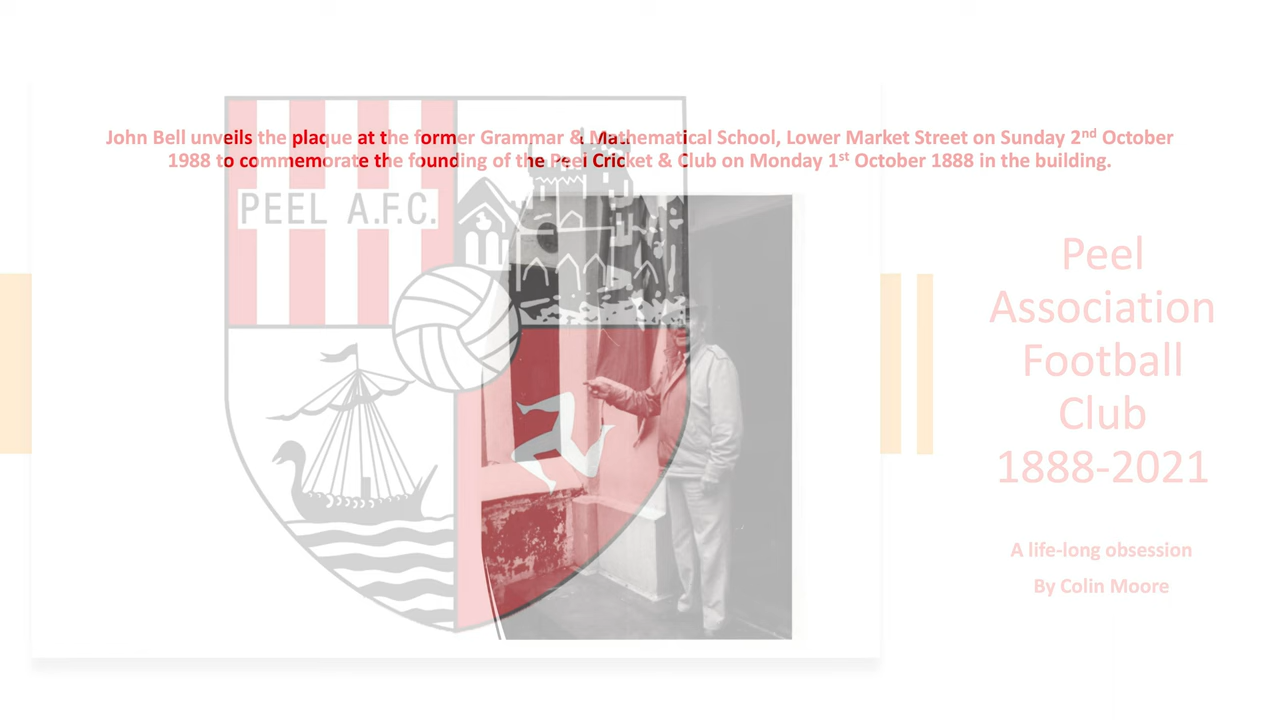 John Bell unveils the plaque at the former Grammar & Mathematical School, Lower Market Street on Sunday 2nd October
1988 to commemorate the founding of the Peel Cricket & Club on Monday 1st October 1888 in the building.
PEEL A.F.C.
Peel
Association
Football
Club
1888-2021
A life-long obsession
By Colin Moore